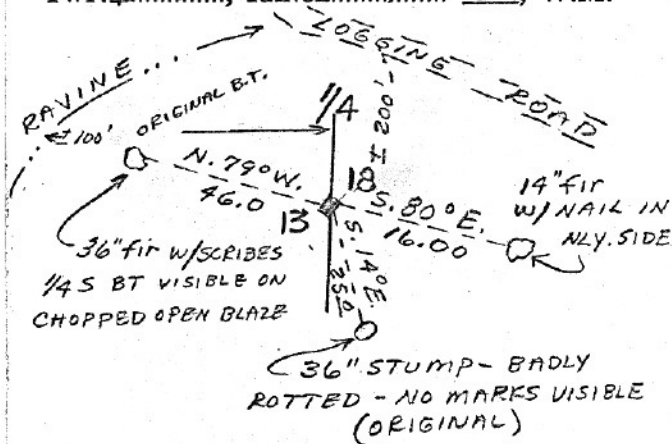 LOGGING ROAD
RAVINE...
± 100'
ORIGINAL B.T.
1/4
± 200'
N. 79° W.
46.0
13
18
S. 80° E.
16.00
S. 14° E.
25.0
14" fir
W/ NAIL IN
NLY. SIDE
36" fir W/SCRIBES
1/4 S BT VISIBLE ON
CHOPPED OPEN BLAZE
36" STUMP - BADLY
ROTTED - NO MARKS VISIBLE
(ORIGINAL)